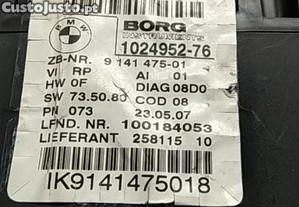 CustoJusto.pt
BMW
BORG
INSTRUMENTS
1024952-76
ZB-NR. 9 141 475-01
VI RP AI 01
HW 0F DIAG 08D0
SW 73.50.80 COD 08
PM 073 23.05.07
LFND. NR. 100184053
LIEFERANT 258115 10
IK9141475018